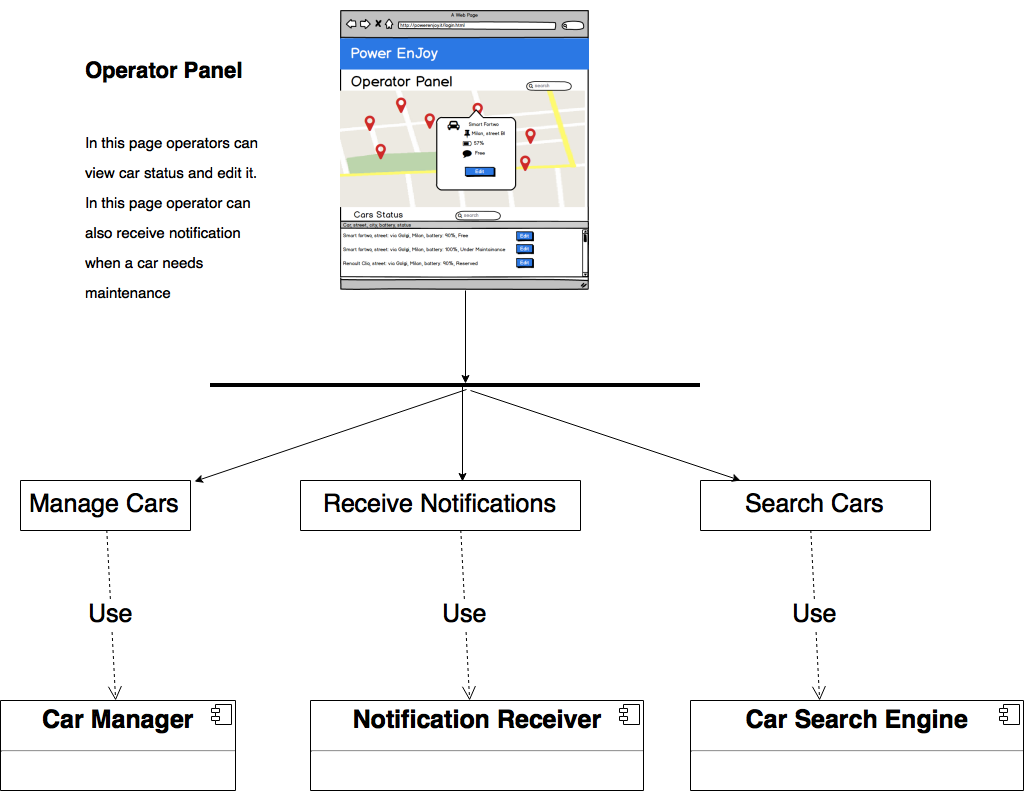 A Web Page
http://powerenjoy.it/login.html
Power EnJoy
Operator Panel
Operator Panel
search
Smart Fortwo
Milan, street Bl
57%
Free
Edit
In this page operators can
view car status and edit it.
In this page operator can
also receive notification
when a car needs
maintenance
Cars Status
search
Car, street, city, battery, status
Smart fortwo, street: via Golgi, Milan, battery: 90%, Free
Edit
Smart fortwo, street: via Golgi, Milan, battery: 100%, Under Maintainance
Edit
Renault Clio, street: via Golgi, Milan, battery: 90%, Reserved
Edit
Manage Cars
Receive Notifications
Search Cars
Use
Use
Use
Car Manager
Notification Receiver
Car Search Engine